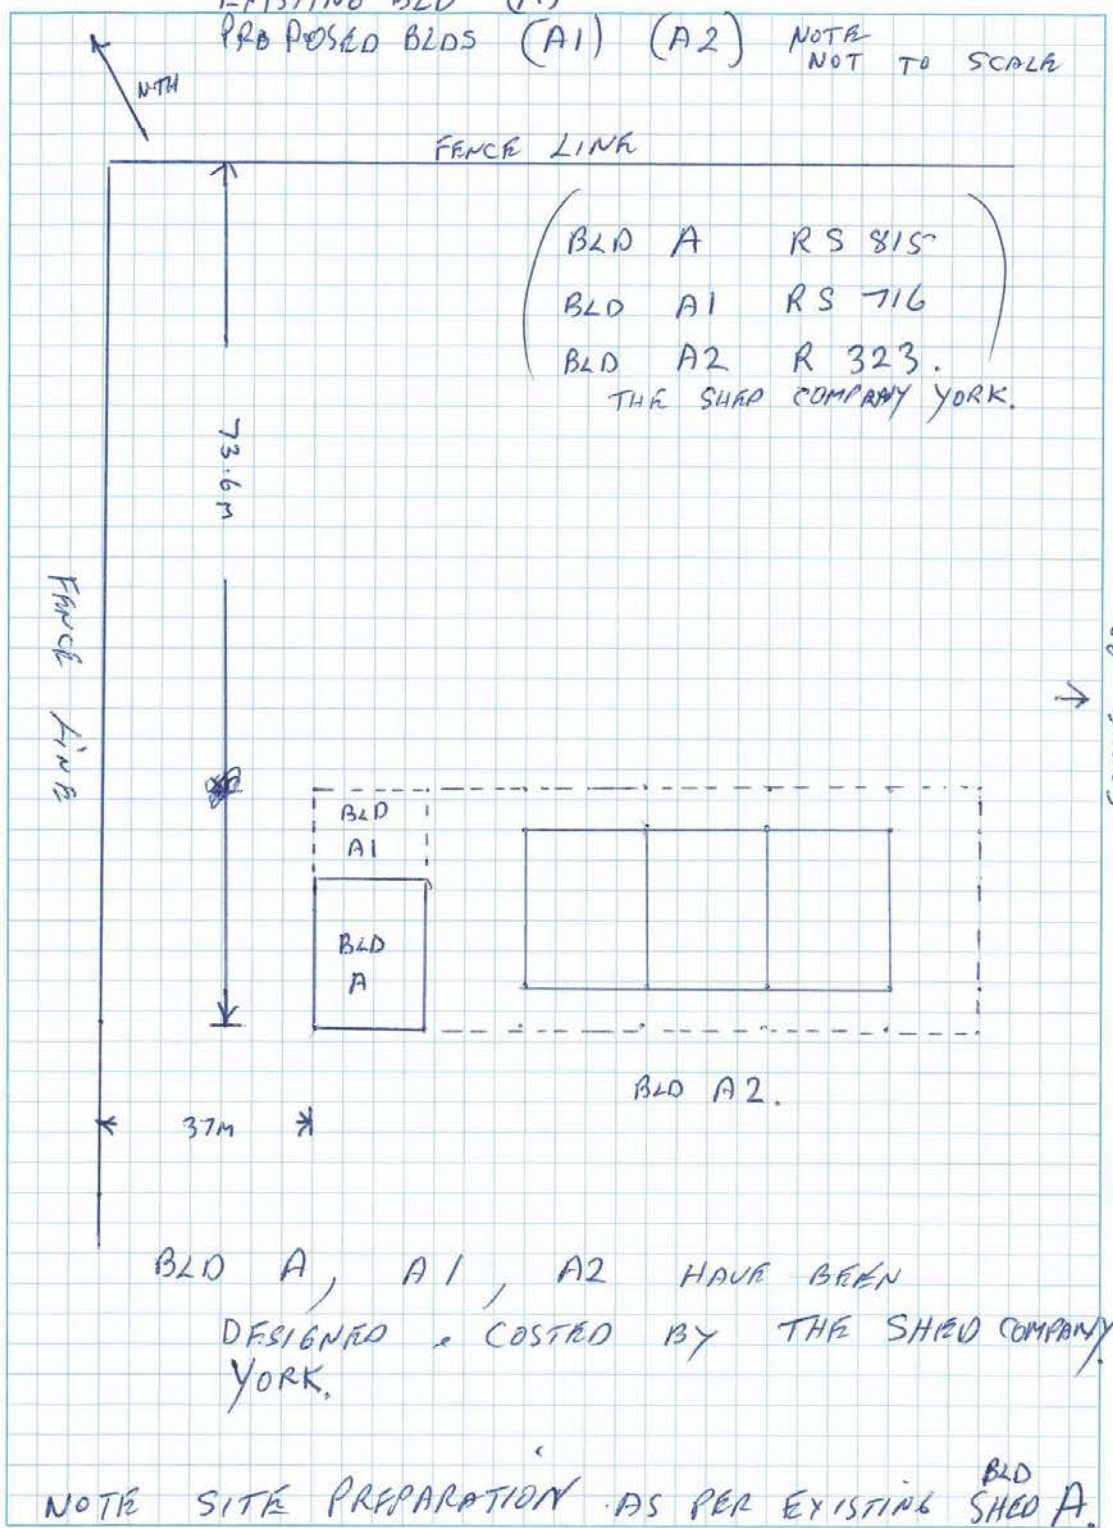 EXISTING BLD (A)
PROPOSED BLDS (A1) (A2) NOTE
NOT TO SCALE
NTH
FENCE LINE
BLD A RS 815
BLD A1 RS 716
BLD A2 R 323.
THE SHED COMPANY YORK.
73.6M
FENCE LINE
BLD
A1
BLD
A
BLD A2.
37M
BLD A, A1, A2 HAVE BEEN
DESIGNED & COSTED BY THE SHED COMPANY
YORK.
BLD
NOTE SITE PREPARATION AS PER EXISTING SHED A.